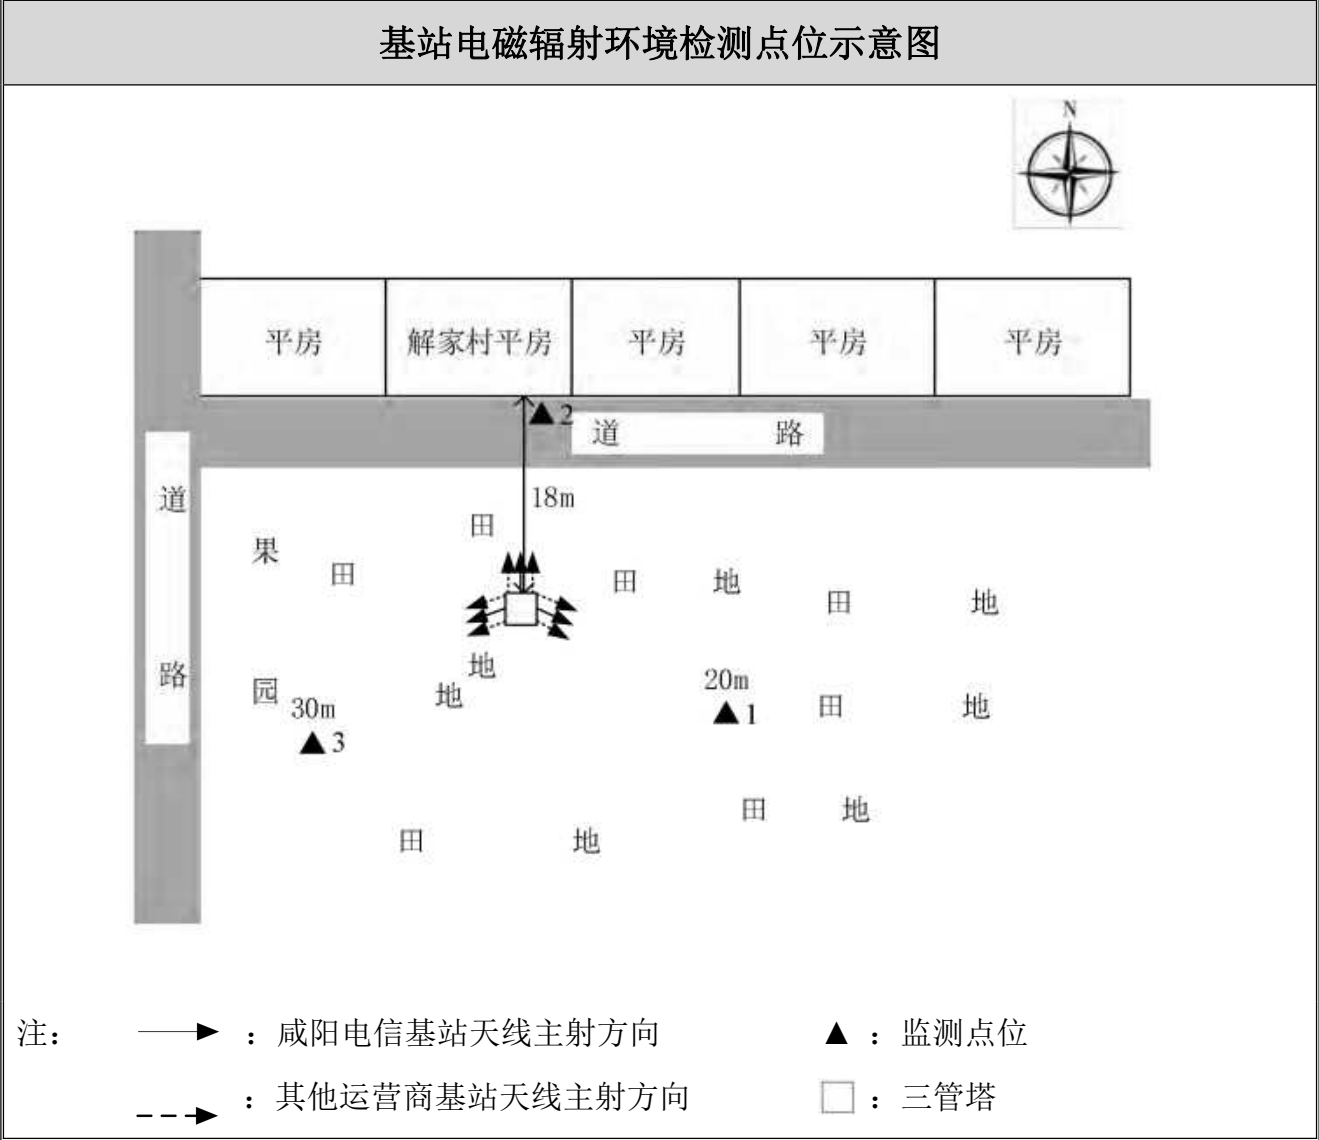 基站电磁辐射环境检测点位示意图
N
平房
解家村平房
平房
平房
平房
▲2
道 路
道
路
18m
田
果
田
田 地
田 地
地
园
地
20m
▲1
田 地
30m
▲3
田 地
田 地
注：
：咸阳电信基站天线主射方向
▲：监测点位
：其他运营商基站天线主射方向
：三管塔